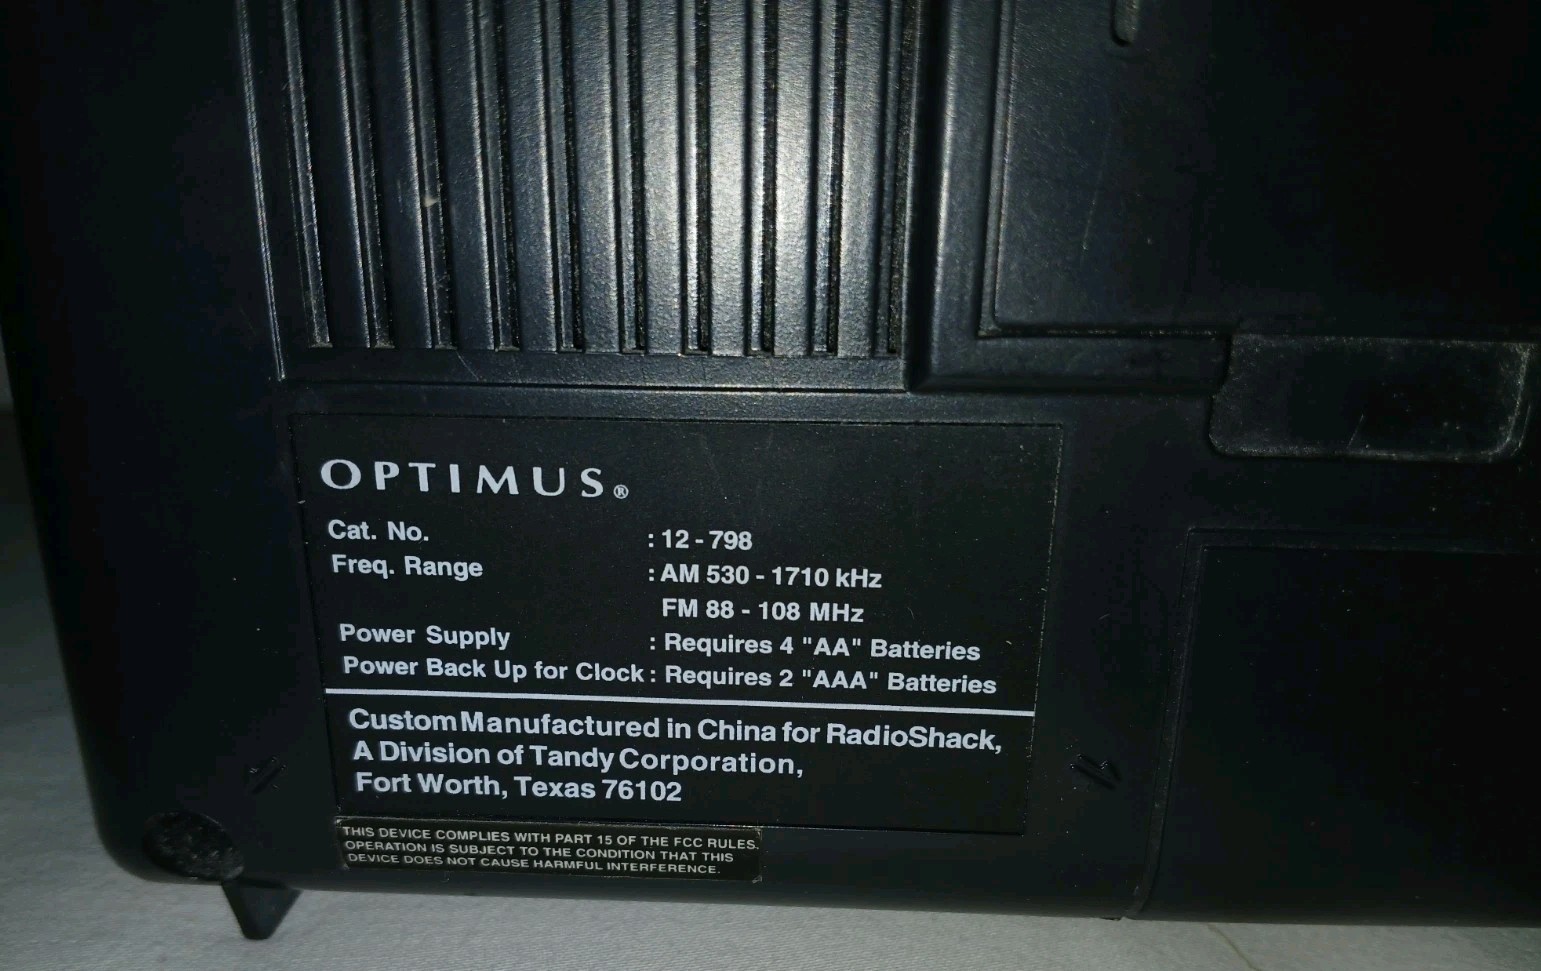 OPTIMUS®
Cat. No. : 12 - 798
Freq. Range : AM 530 - 1710 kHz
FM 88 - 108 MHz
Power Supply : Requires 4 "AA" Batteries
Power Back Up for Clock : Requires 2 "AAA" Batteries
Custom Manufactured in China for RadioShack,
A Division of Tandy Corporation,
Fort Worth, Texas 76102
THIS DEVICE COMPLIES WITH PART 15 OF THE FCC RULES.
OPERATION IS SUBJECT TO THE CONDITION THAT THIS
DEVICE DOES NOT CAUSE HARMFUL INTERFERENCE.